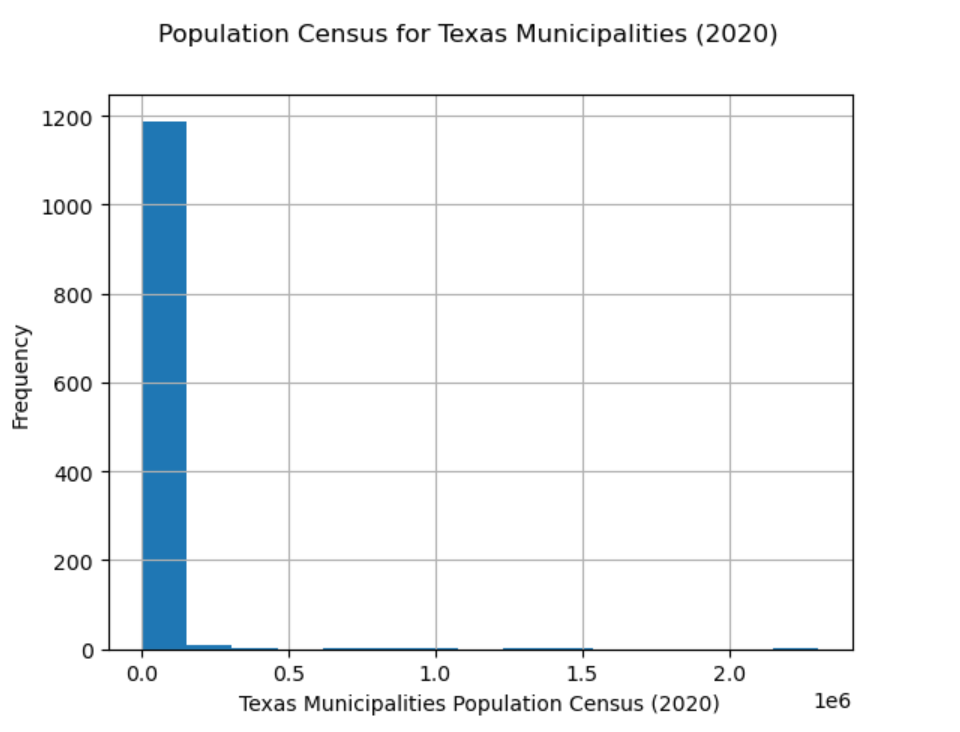 Population Census for Texas Municipalities (2020)
1200
1000
800
600
400
200
0
Frequency
0.0 0.5 1.0 1.5 2.0
1e6
Texas Municipalities Population Census (2020)